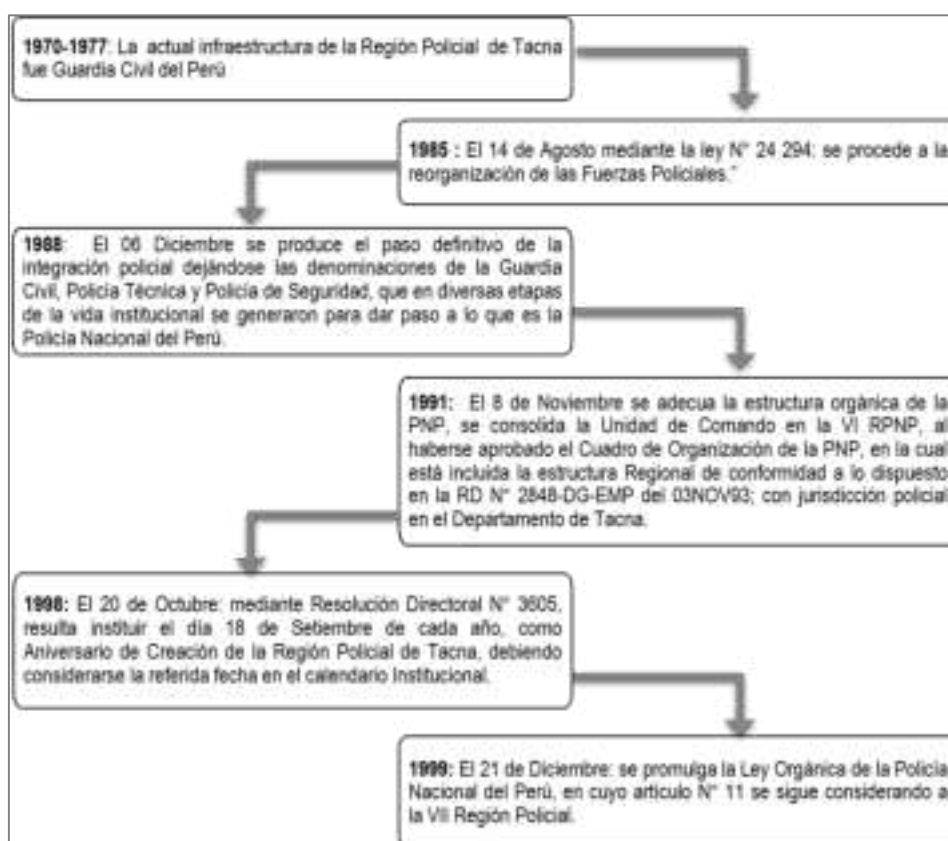 1970-1977: La actual infraestructura de la Región Policial de Tacna
fue Guardia Civil del Perú
1985 : El 14 de Agosto mediante la ley N° 24 294: se procede a la
reorganización de las Fuerzas Policiales."
1988: El 06 Diciembre se produce el paso definitivo de la
integración policial dejándose las denominaciones de la Guardia
Civil, Policía Técnica y Policía de Seguridad, que en diversas etapas
de la vida institucional se generaron para dar paso a lo que es la
Policía Nacional del Perú.
1991: El 8 de Noviembre se adecua la estructura orgánica de la
PNP, se consolida la Unidad de Comando en la VI RPNP, al
haberse aprobado el Cuadro de Organización de la PNP, en la cual
está incluida la estructura Regional de conformidad a lo dispuesto
en la RD N° 2848-DG-EMP del 03NOV93; con jurisdicción policial
en el Departamento de Tacna.
1998: El 20 de Octubre: mediante Resolución Directoral N° 3605,
resulta instituir el día 18 de Setiembre de cada año, como
Aniversario de Creación de la Región Policial de Tacna, debiendo
considerarse la referida fecha en el calendario Institucional.
1999: El 21 de Diciembre: se promulga la Ley Orgánica de la Policía
Nacional del Perú, en cuyo artículo N° 11 se sigue considerando a
la VII Región Policial.